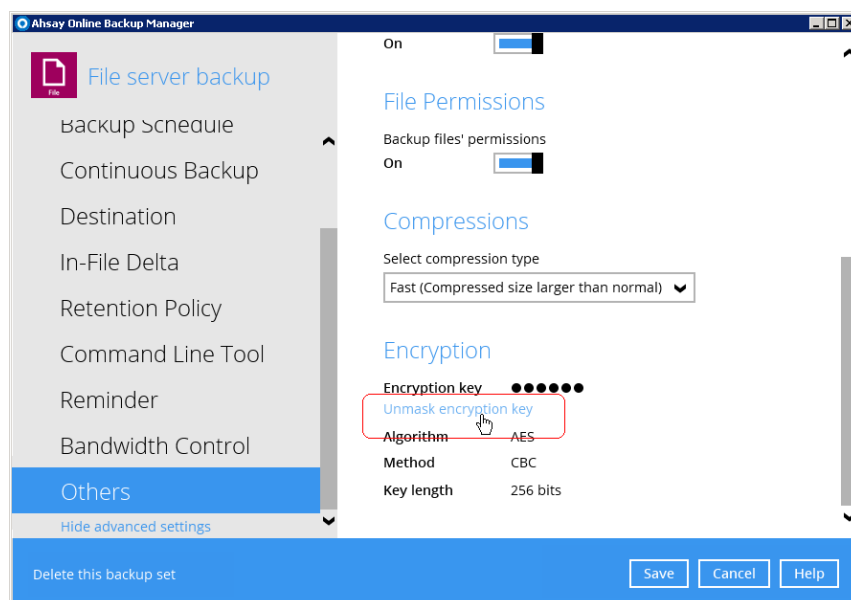 Ahsay Online Backup Manager
File
File server backup
Backup Schedule
Continuous Backup
Destination
In-File Delta
Retention Policy
Command Line Tool
Reminder
Bandwidth Control
Others
Hide advanced settings
On
File Permissions
Backup files' permissions
On
Compressions
Select compression type
Fast (Compressed size larger than normal)
Encryption
Encryption key ●●●●●●
Unmask encryption key
Algorithm AES
Method CBC
Key length 256 bits
Delete this backup set
Save Cancel Help